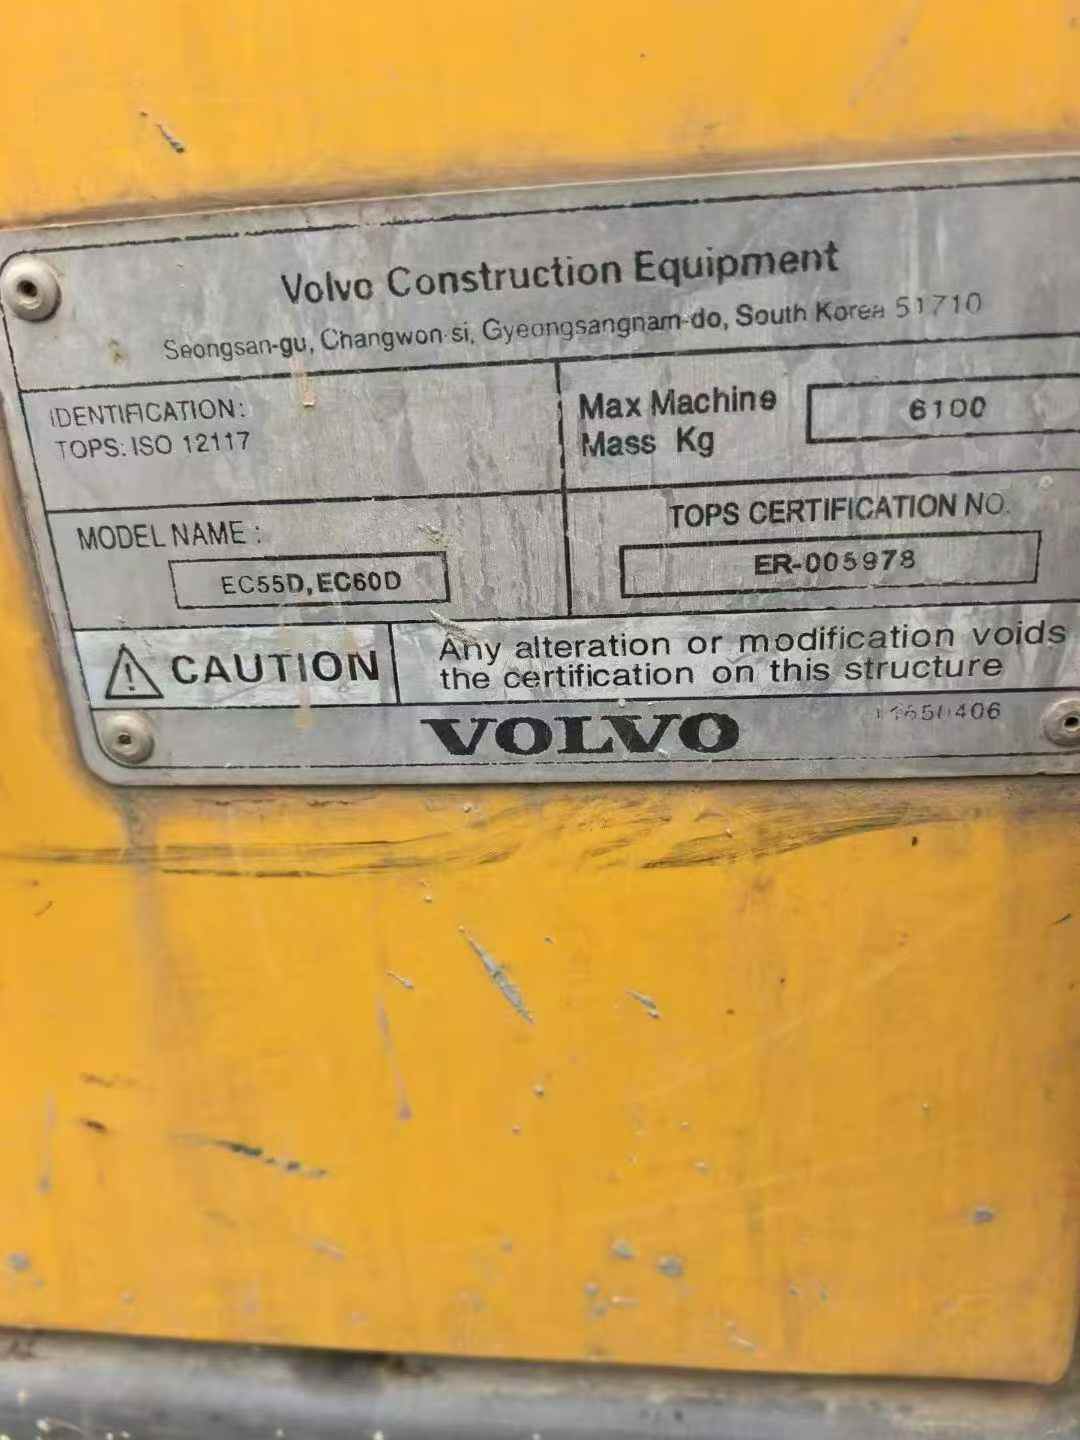 Volvo Construction Equipment
Seongsan-gu, Changwon-si, Gyeongsangnam-do, South Korea 51710
IDENTIFICATION:
TOPS: ISO 12117
Max Machine
Mass Kg
6100
MODEL NAME :
EC55D, EC60D
TOPS CERTIFICATION NO.
ER-005978
CAUTION
Any alteration or modification voids
the certification on this structure
VOLVO